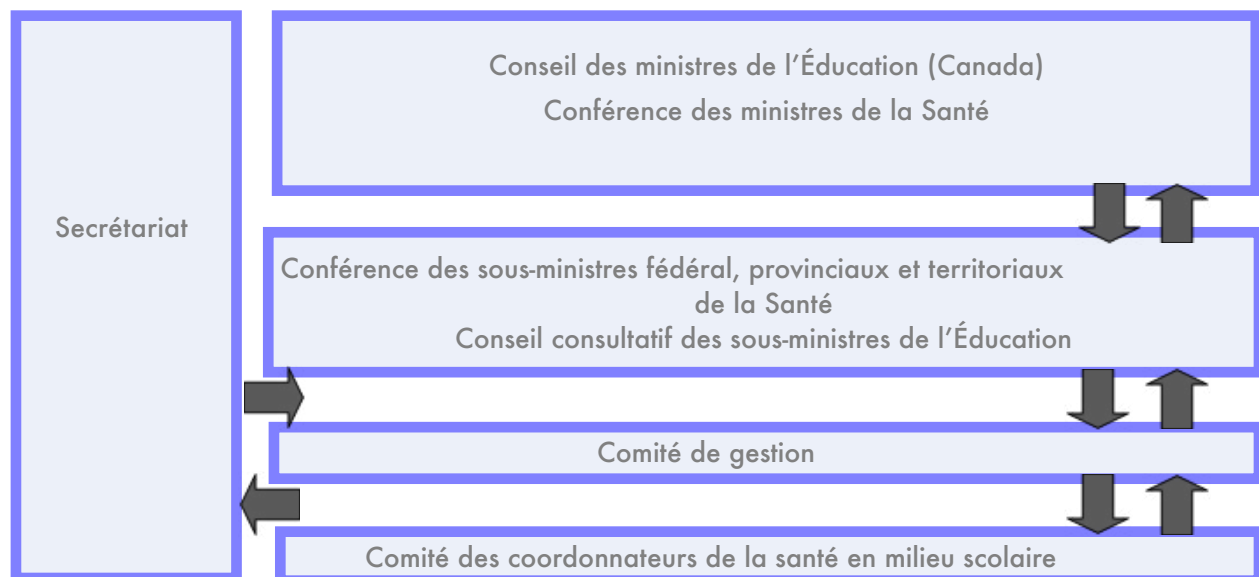 Secrétariat
Conseil des ministres de l’Éducation (Canada)
Conférence des ministres de la Santé
Conférence des sous-ministres fédéral, provinciaux et territoriaux
de la Santé
Conseil consultatif des sous-ministres de l’Éducation
Comité de gestion
Comité des coordonnateurs de la santé en milieu scolaire